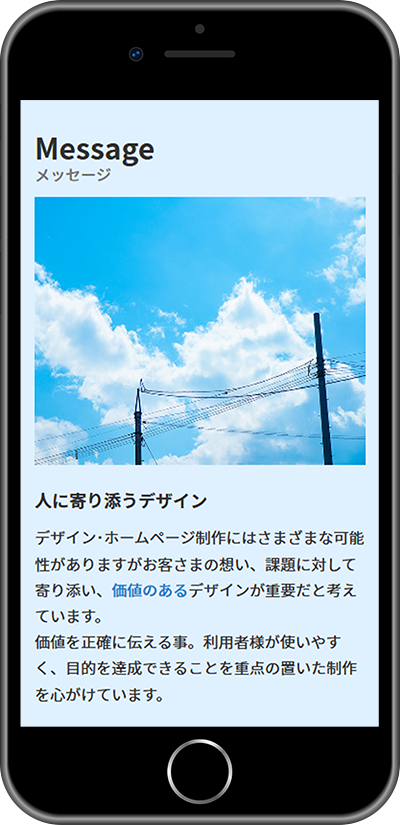 Message
メッセージ
人に寄り添うデザイン
デザイン･ホームページ制作にはさまざまな可能
性がありますがお客さまの想い、課題に対して
寄り添い、価値のあるデザインが重要だと考え
ています。
価値を正確に伝える事。利用者様が使いやす
く、目的を達成できることを重点の置いた制作
を心がけています。